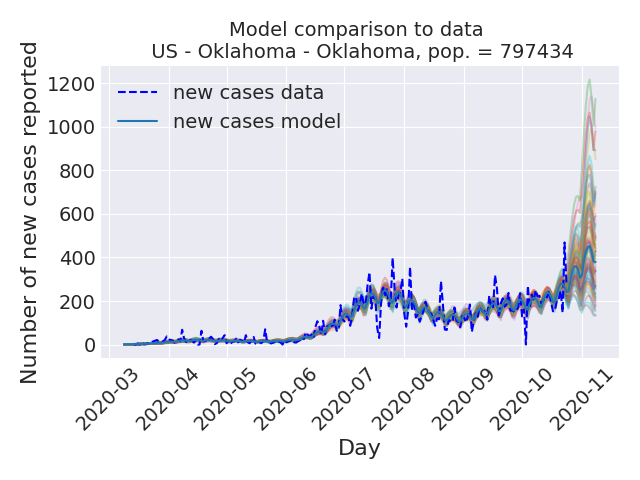 Model comparison to data
US - Oklahoma - Oklahoma, pop. = 797434
Number of new cases reported
1200
1000
800
600
400
200
0
new cases data
new cases model
2020-03
2020-04
2020-05
2020-06
2020-07
2020-08
2020-09
2020-10
2020-11
Day